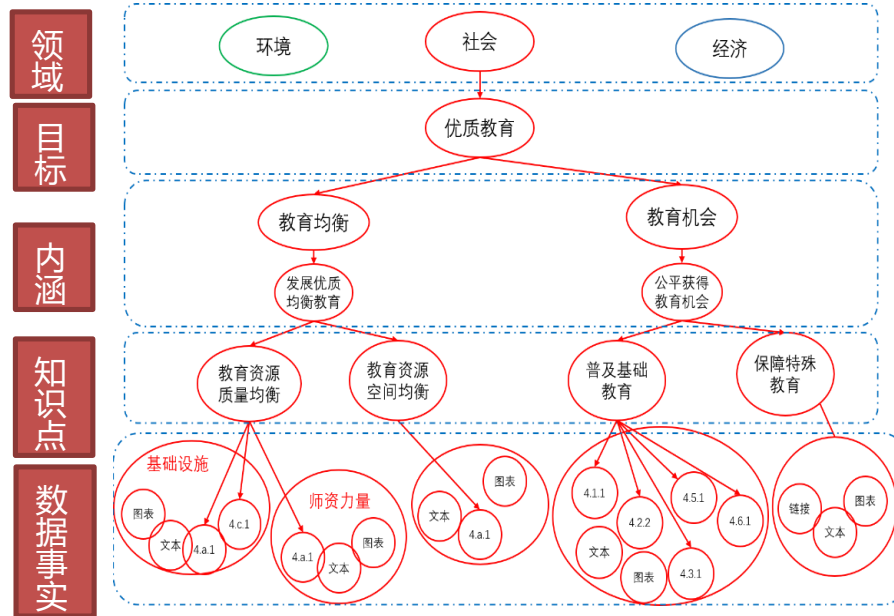 领域
环境
社会
经济
目标
优质教育
内涵
教育均衡
教育机会
发展优质
均衡教育
公平获得
教育机会
知识点
教育资源
质量均衡
教育资源
空间均衡
普及基础
教育
保障特殊
教育
数据事实
基础设施
图表
文本
4.a.1
4.c.1
师资力量
4.a.1
文本
图表
文本
4.a.1
图表
4.1.1
4.2.2
4.5.1
4.6.1
文本
图表
4.3.1
链接
文本
图表